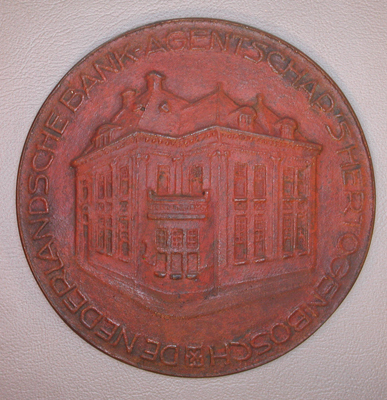 DE NEDERLANDSCHE BANK·AGENTSCHAP 'S HERTOGENBOSCH